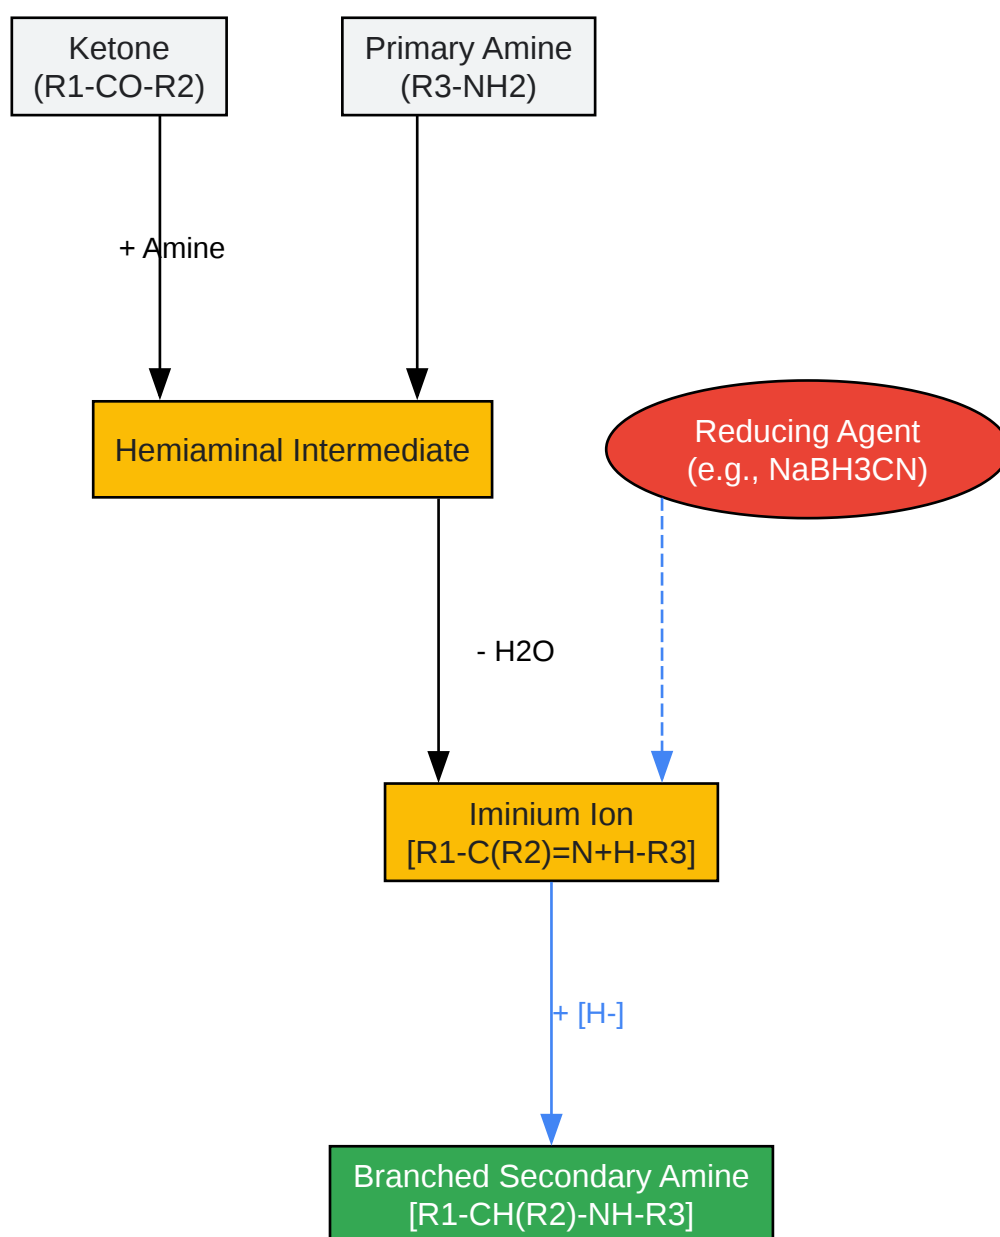 Ketone
(R1-CO-R2)
Primary Amine
(R3-NH2)
+ Amine
Hemiaminal Intermediate
Reducing Agent
(e.g., NaBH3CN)
- H2O
Iminium Ion
[R1-C(R2)=N+H-R3]
+ [H-]
Branched Secondary Amine
[R1-CH(R2)-NH-R3]